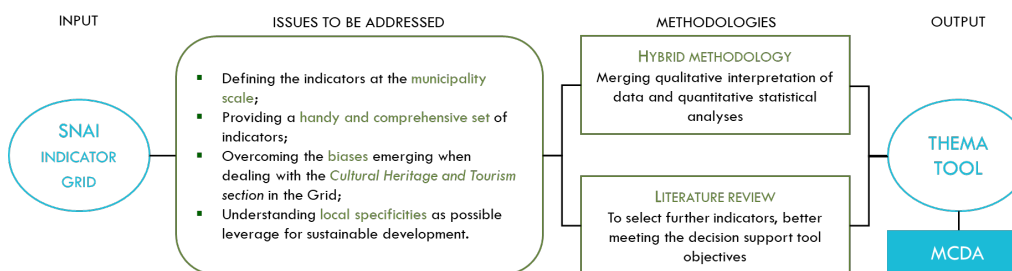 INPUT
ISSUES TO BE ADDRESSED
METHODOLOGIES
OUTPUT
SNAI
INDICATOR
GRID
▪ Defining the indicators at the municipality
scale;
▪ Providing a handy and comprehensive set of
indicators;
▪ Overcoming the biases emerging when
dealing with the Cultural Heritage and Tourism
section in the Grid;
▪ Understanding local specificities as possible
leverage for sustainable development.
HYBRID METHODOLOGY
Merging qualitative interpretation of
data and quantitative statistical
analyses
LITERATURE REVIEW
To select further indicators, better
meeting the decision support tool
objectives
THEMA
TOOL
MCDA